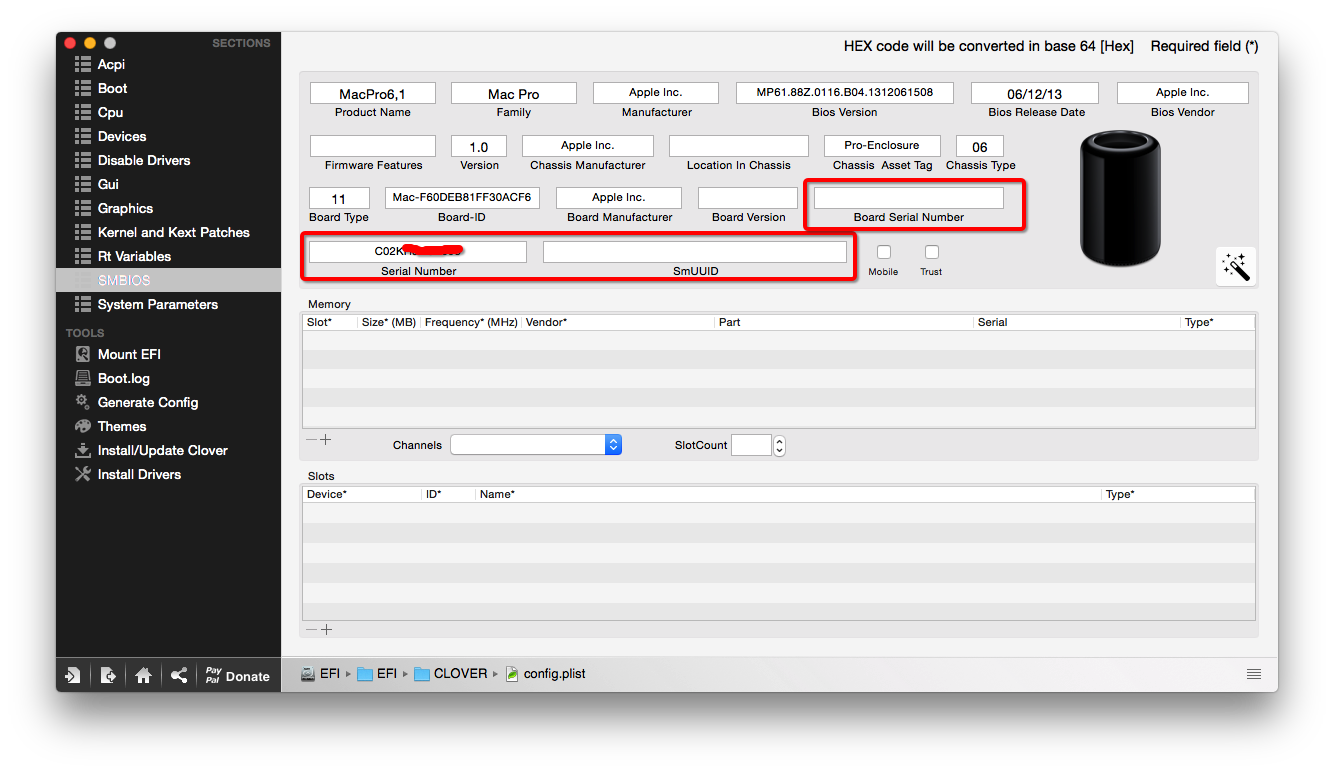 SECTIONS
Acpi
Boot
Cpu
Devices
Disable Drivers
Gui
Graphics
Kernel and Kext Patches
Rt Variables
SMBIOS
System Parameters
TOOLS
Mount EFI
Boot.log
Generate Config
Themes
Install/Update Clover
Install Drivers
Pay
Pal Donate
HEX code will be converted in base 64 [Hex] Required field (*)
MacPro6,1 Mac Pro Apple Inc. MP61.88Z.0116.B04.1312061508 06/12/13 Apple Inc.
Product Name Family Manufacturer Bios Version Bios Release Date Bios Vendor
1.0 Apple Inc. Pro-Enclosure 06
Firmware Features Version Chassis Manufacturer Location In Chassis Chassis Asset Tag Chassis Type
11 Mac-F60DEB81FF30ACF6 Apple Inc.
Board Type Board-ID Board Manufacturer Board Version Board Serial Number
Serial Number SmUUID Mobile Trust
Memory
Slot* Size* (MB) Frequency* (MHz) Vendor* Part Serial Type*
Channels SlotCount
Slots
Device* ID* Name* Type*
EFI EFI CLOVER config.plist